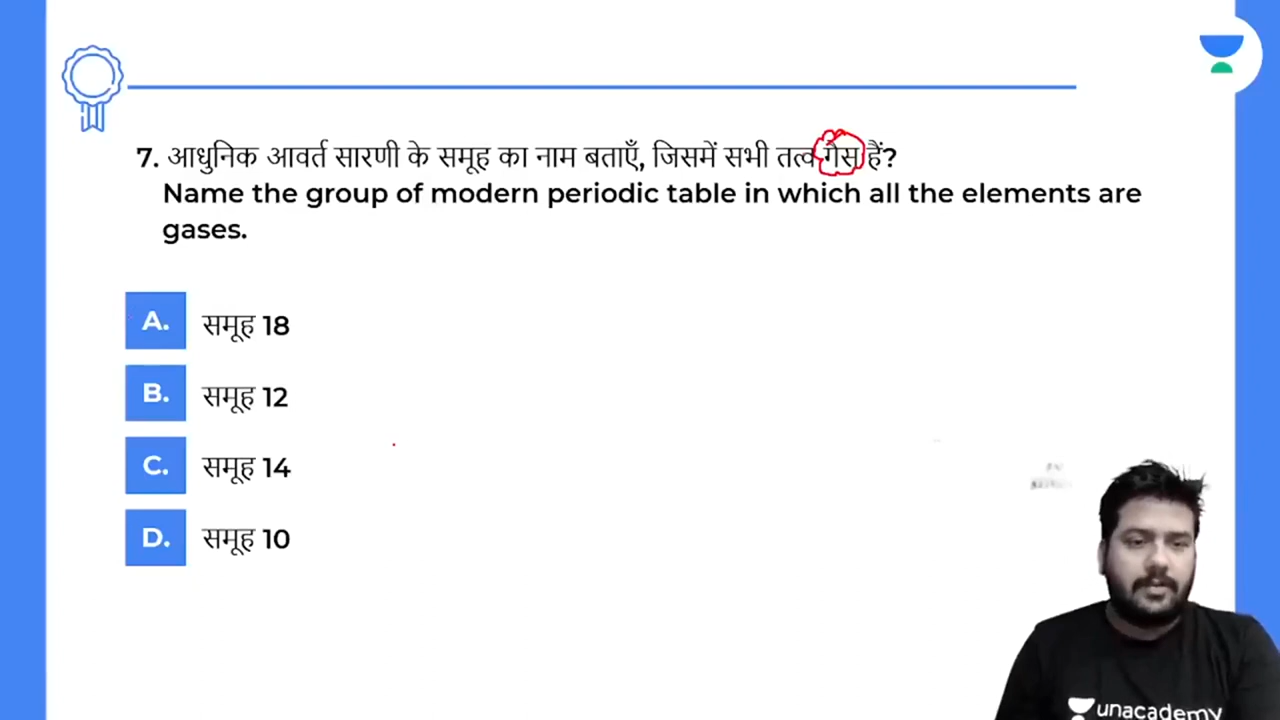 7. आधुनिक आवर्त सारणी के समूह का नाम बताएँ, जिसमें सभी तत्व गैस हैं?
Name the group of modern periodic table in which all the elements are
gases.
A. समूह 18
B. समूह 12
C. समूह 14
D. समूह 10
unacademy